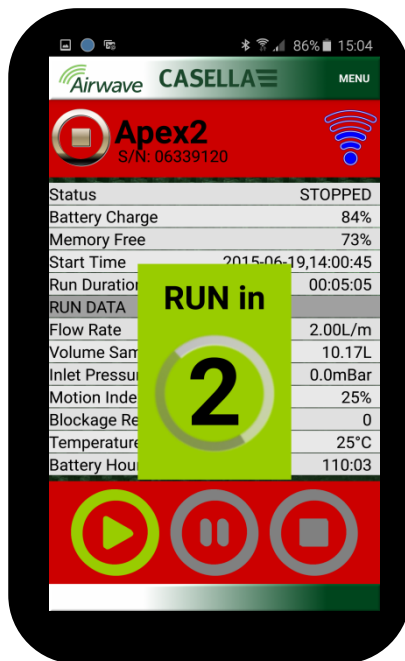 86% 15:04
Airwave CASELLA MENU
Apex2
S/N: 06339120
Status STOPPED
Battery Charge 84%
Memory Free 73%
Start Time 2015-06-19,14:00:45
Run Duration 00:05:05
RUN in
RUN DATA
Flow Rate 2.00L/m
Volume Sam 10.17L
2
Inlet Pressu 0.0mBar
Motion Inde 25%
Blockage Re 0
Temperature 25°C
Battery Hou 110:03